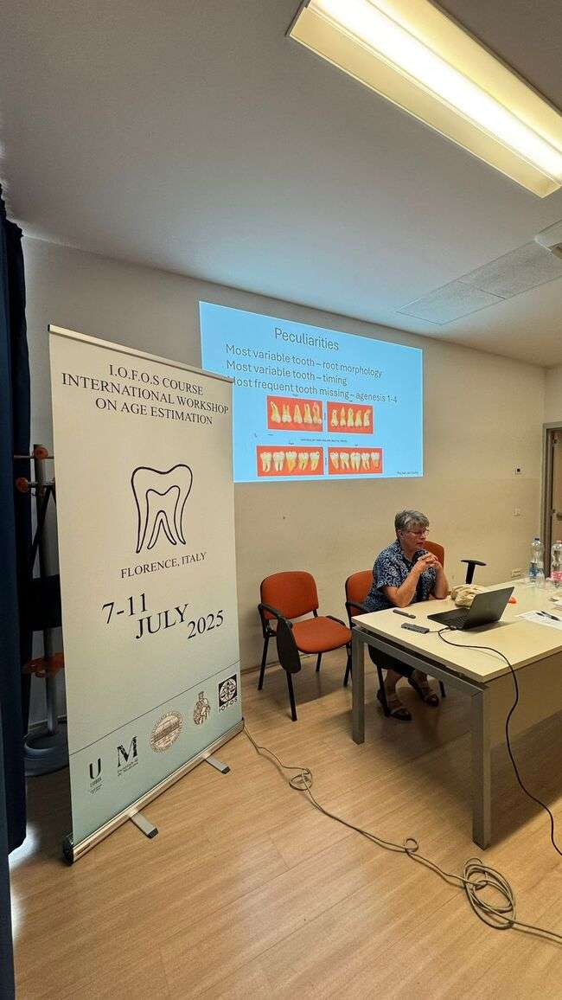 I.O.F.O.S COURSE
INTERNATIONAL WORKSHOP
ON AGE ESTIMATION
FLORENCE, ITALY
7-11
JULY
2025
U
M
IOFOS
Peculiarities
Most variable tooth – root morphology
Most variable tooth – timing
Most frequent tooth missing – agenesis 1-4